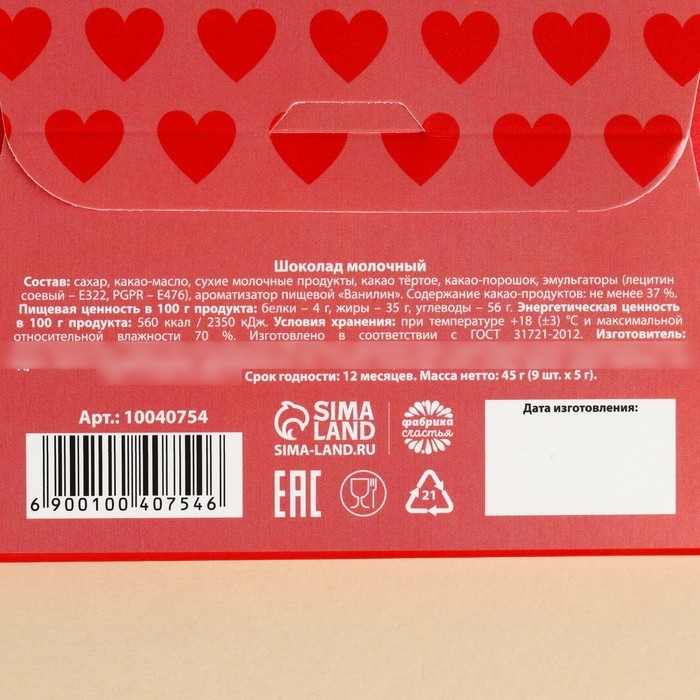 Шоколад молочный
Состав: сахар, какао-масло, сухие молочные продукты, какао тёртое, какао-порошок, эмульгаторы (лецитин
соевый – Е322, PGPR – Е476), ароматизатор пищевой «Ванилин». Содержание какао-продуктов: не менее 37 %.
Пищевая ценность в 100 г продукта: белки – 4 г, жиры – 35 г, углеводы – 56 г. Энергетическая ценность
в 100 г продукта: 560 ккал / 2350 кДж. Условия хранения: при температуре +18 (±3) °С и максимальной
относительной влажности 70 %. Изготовлено в соответствии с ГОСТ 31721-2012. Изготовитель:
Срок годности: 12 месяцев. Масса нетто: 45 г (9 шт. х 5 г).
Арт.: 10040754
6 900100 407546
SIMA
LAND
SIMA-LAND.RU
фабрика
счастья
EAC
21
Дата изготовления: